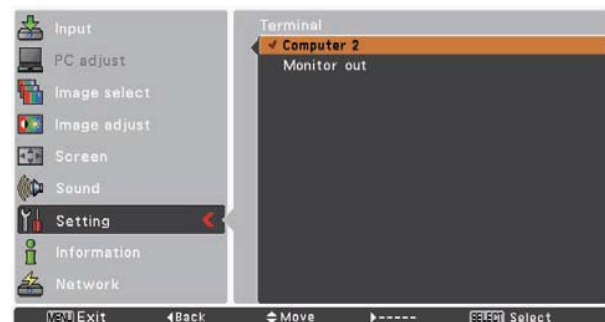 Input
PC adjust
Image select
Image adjust
Screen
Sound
Setting
Information
Network
Terminal
✓ Computer 2
Monitor out
MENU Exit ◀Back ◆Move ▶----- SELECT Select